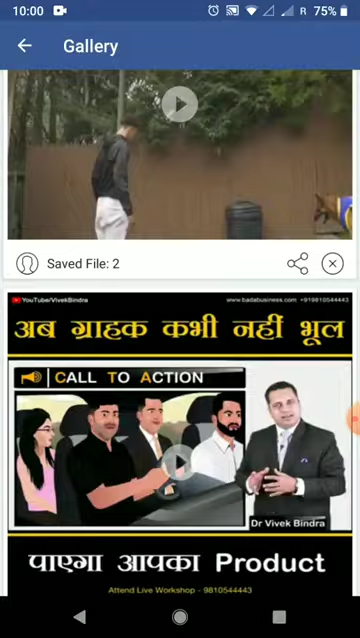 10:00
R 75%
Gallery
Saved File: 2
YouTube/VivekBindra
www.badabusiness.com +919810544443
अब ग्राहक कभी नहीं भूल
CALL TO ACTION
Dr Vivek Bindra
पाएगा आपका Product
Attend Live Workshop - 9810544443